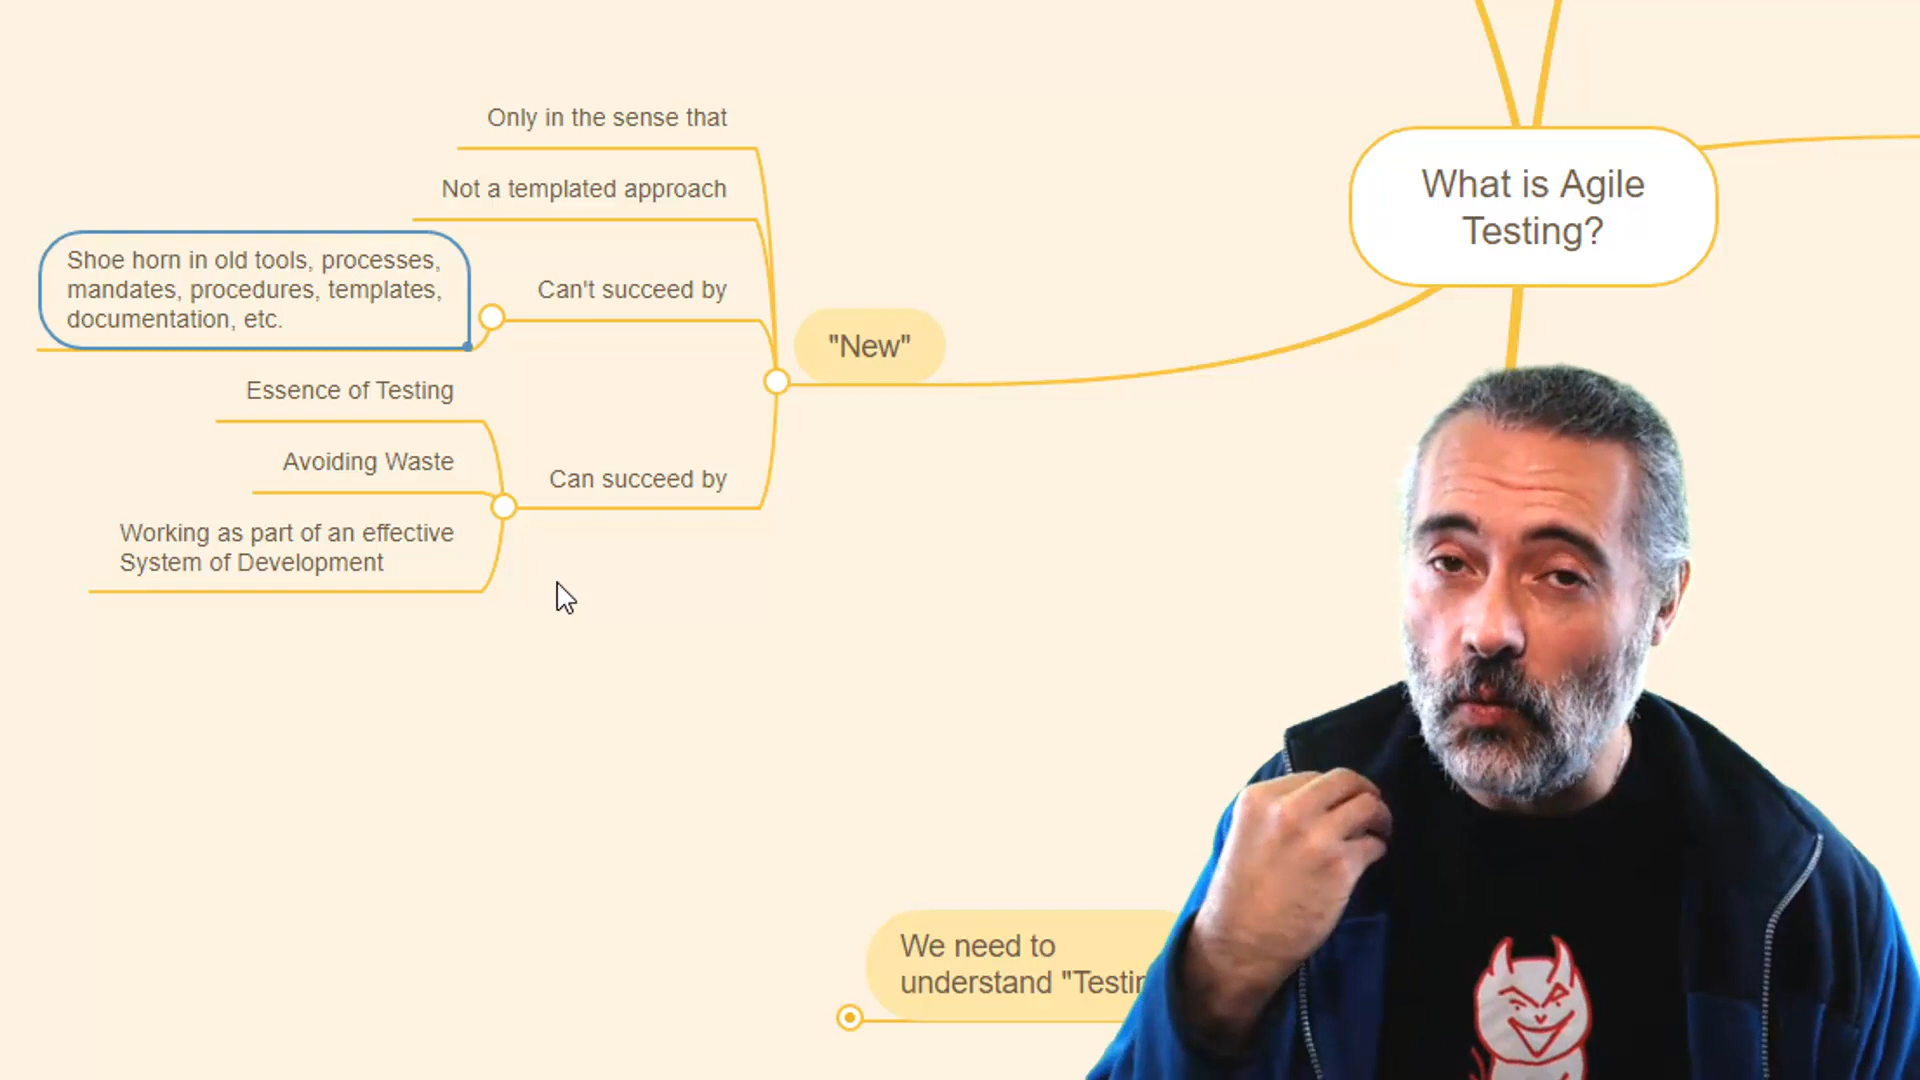 Only in the sense that
Not a templated approach
Shoe horn in old tools, processes,
mandates, procedures, templates,
documentation, etc.
Can't succeed by
Essence of Testing
Avoiding Waste
Working as part of an effective
System of Development
Can succeed by
"New"
What is Agile
Testing?
We need to
understand